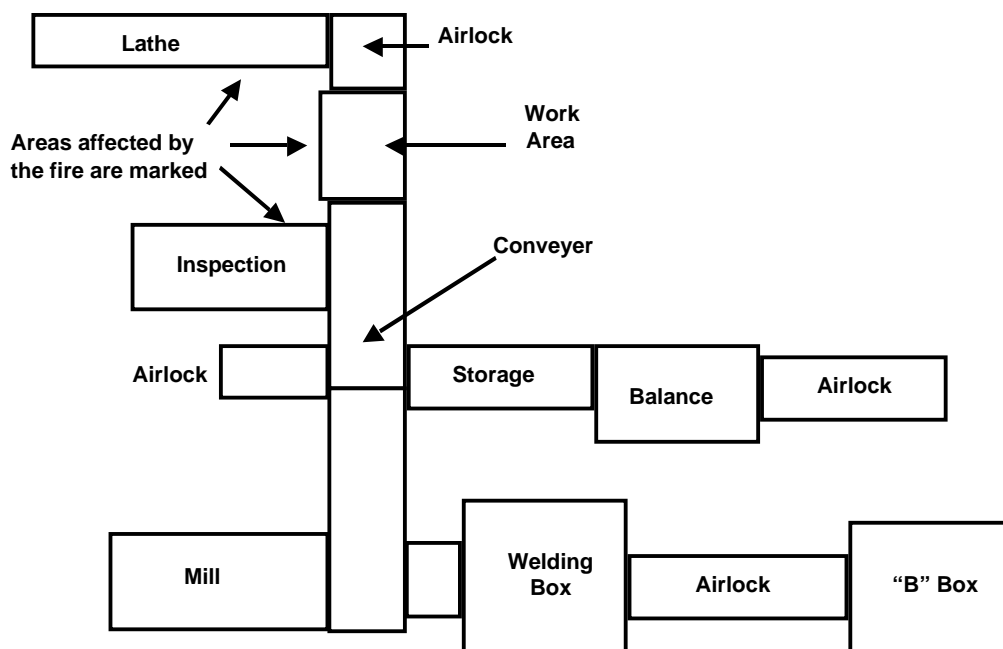 Lathe
Airlock
Areas affected by
the fire are marked
Work
Area
Inspection
Conveyer
Airlock
Storage
Balance
Airlock
Mill
Welding
Box
Airlock
“B” Box